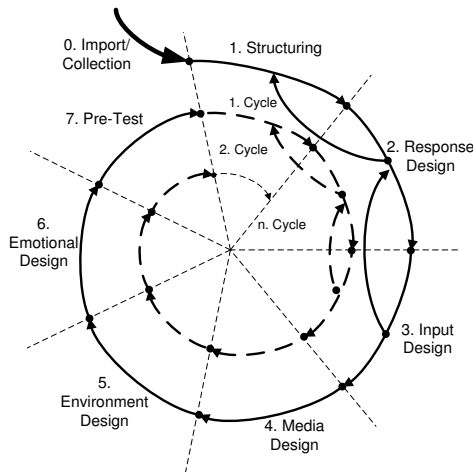 0. Import/
Collection
1. Structuring
7. Pre-Test
1. Cycle
2. Cycle
2. Response
Design
n. Cycle
6.
Emotional
Design
3. Input
Design
5.
Environment
Design
4. Media
Design